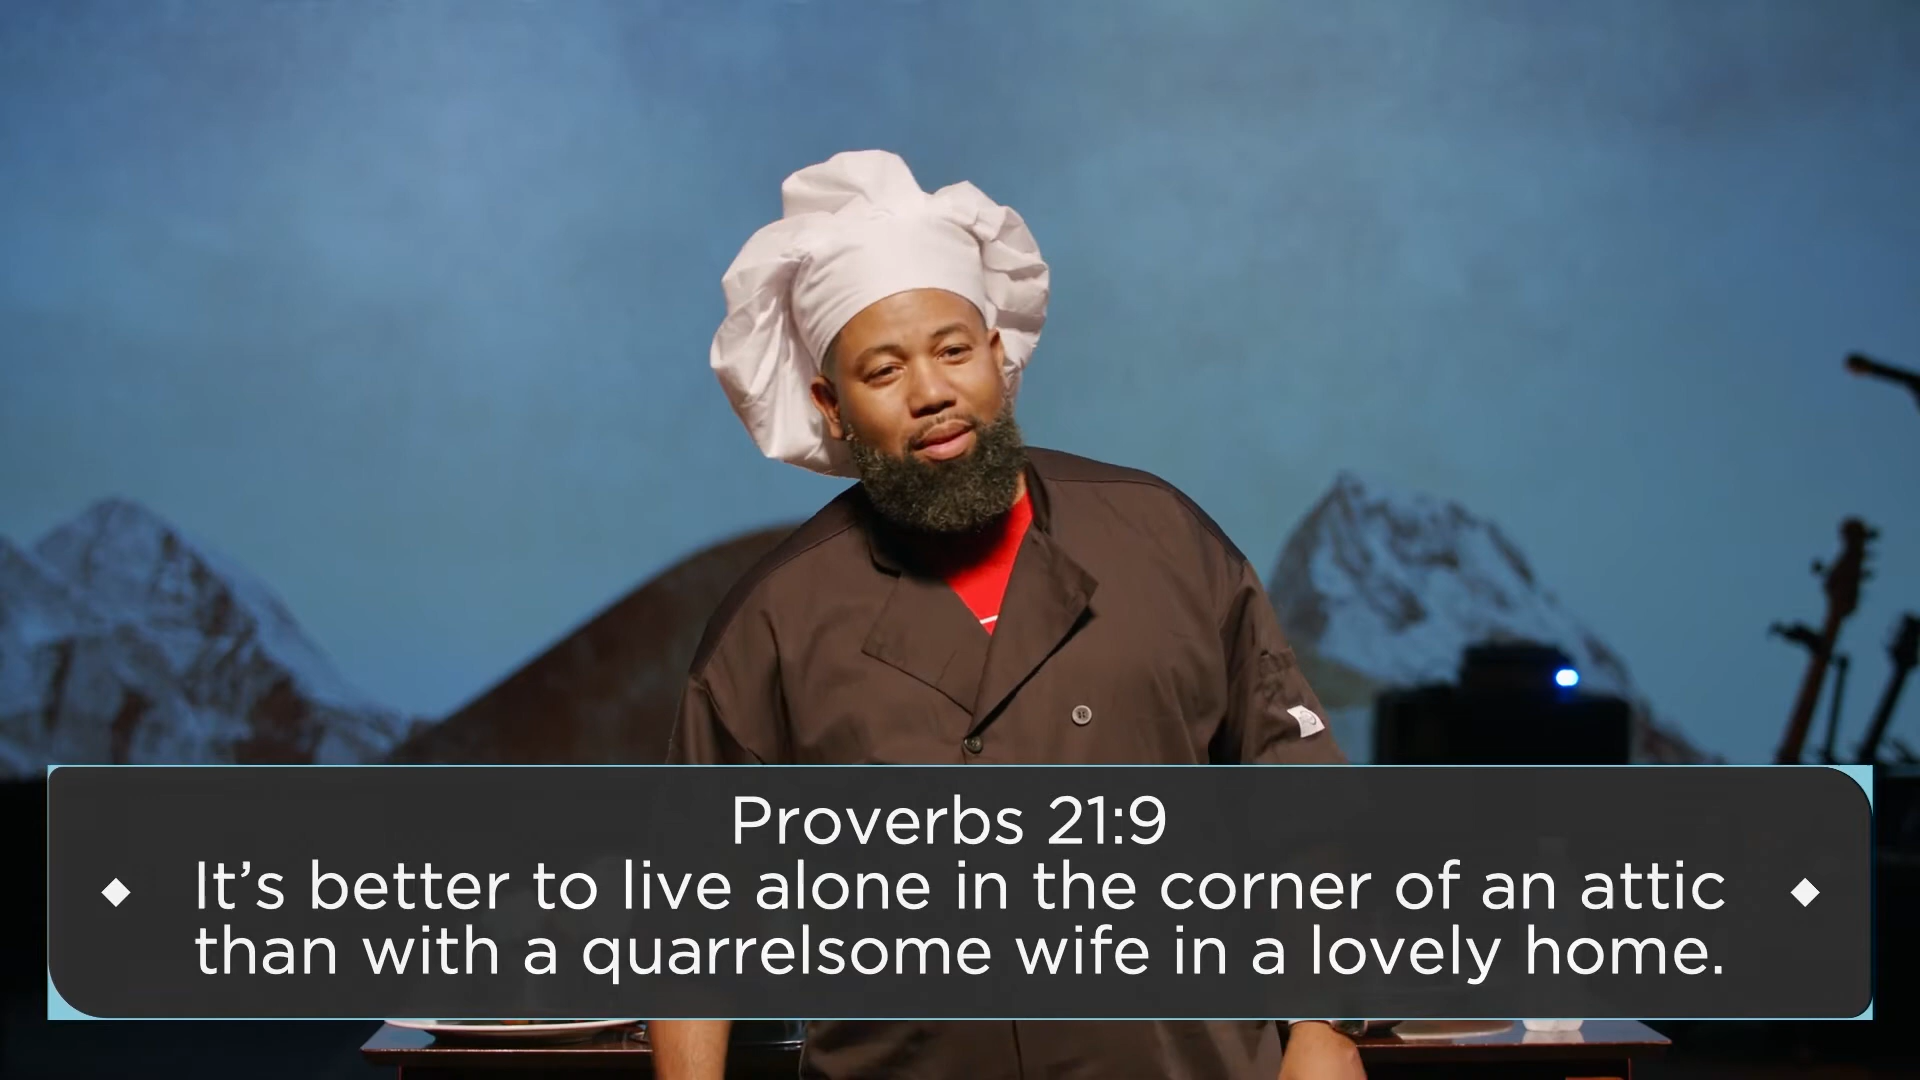 Proverbs 21:9
It’s better to live alone in the corner of an attic
than with a quarrelsome wife in a lovely home.